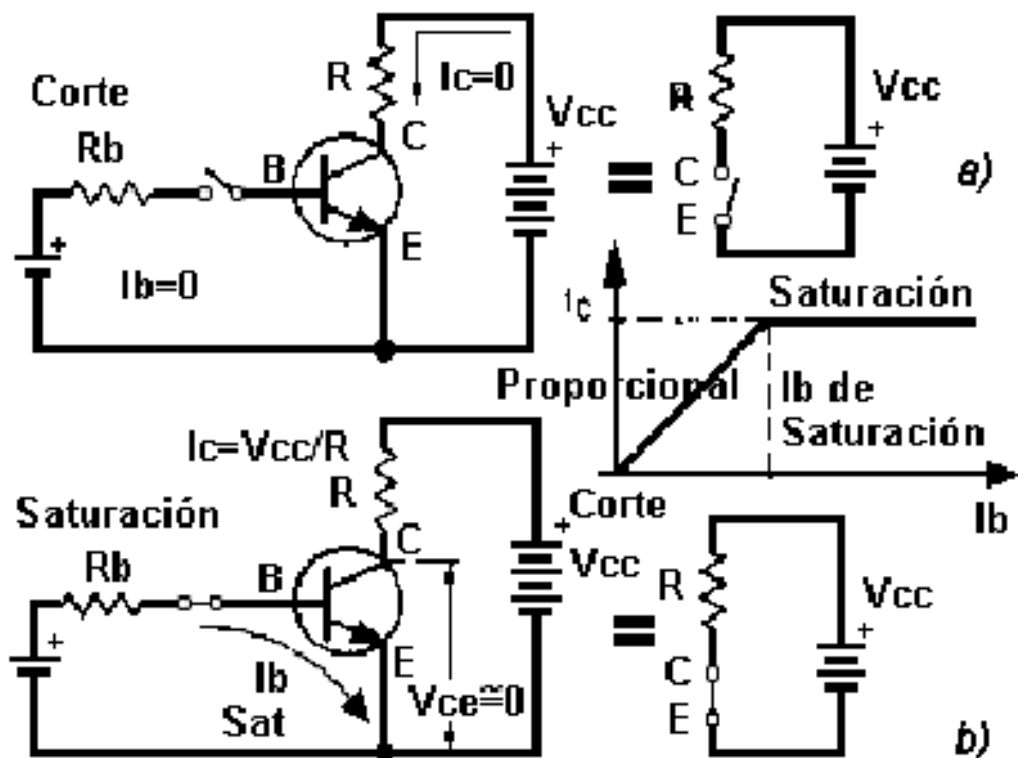 Corte
Rb
B
Ib=0
R
Ic=0
C
E
Vcc
+
+
=
R
C
E
Vcc
+
a)
ic
Saturación
Proporcional
Ib de
Saturación
Corte
Ib
Saturación
Rb
B
+
Ib
Sat
Ic=Vcc/R
R
C
E
Vce≅0
+
Vcc
=
R
C
E
Vcc
+
b)